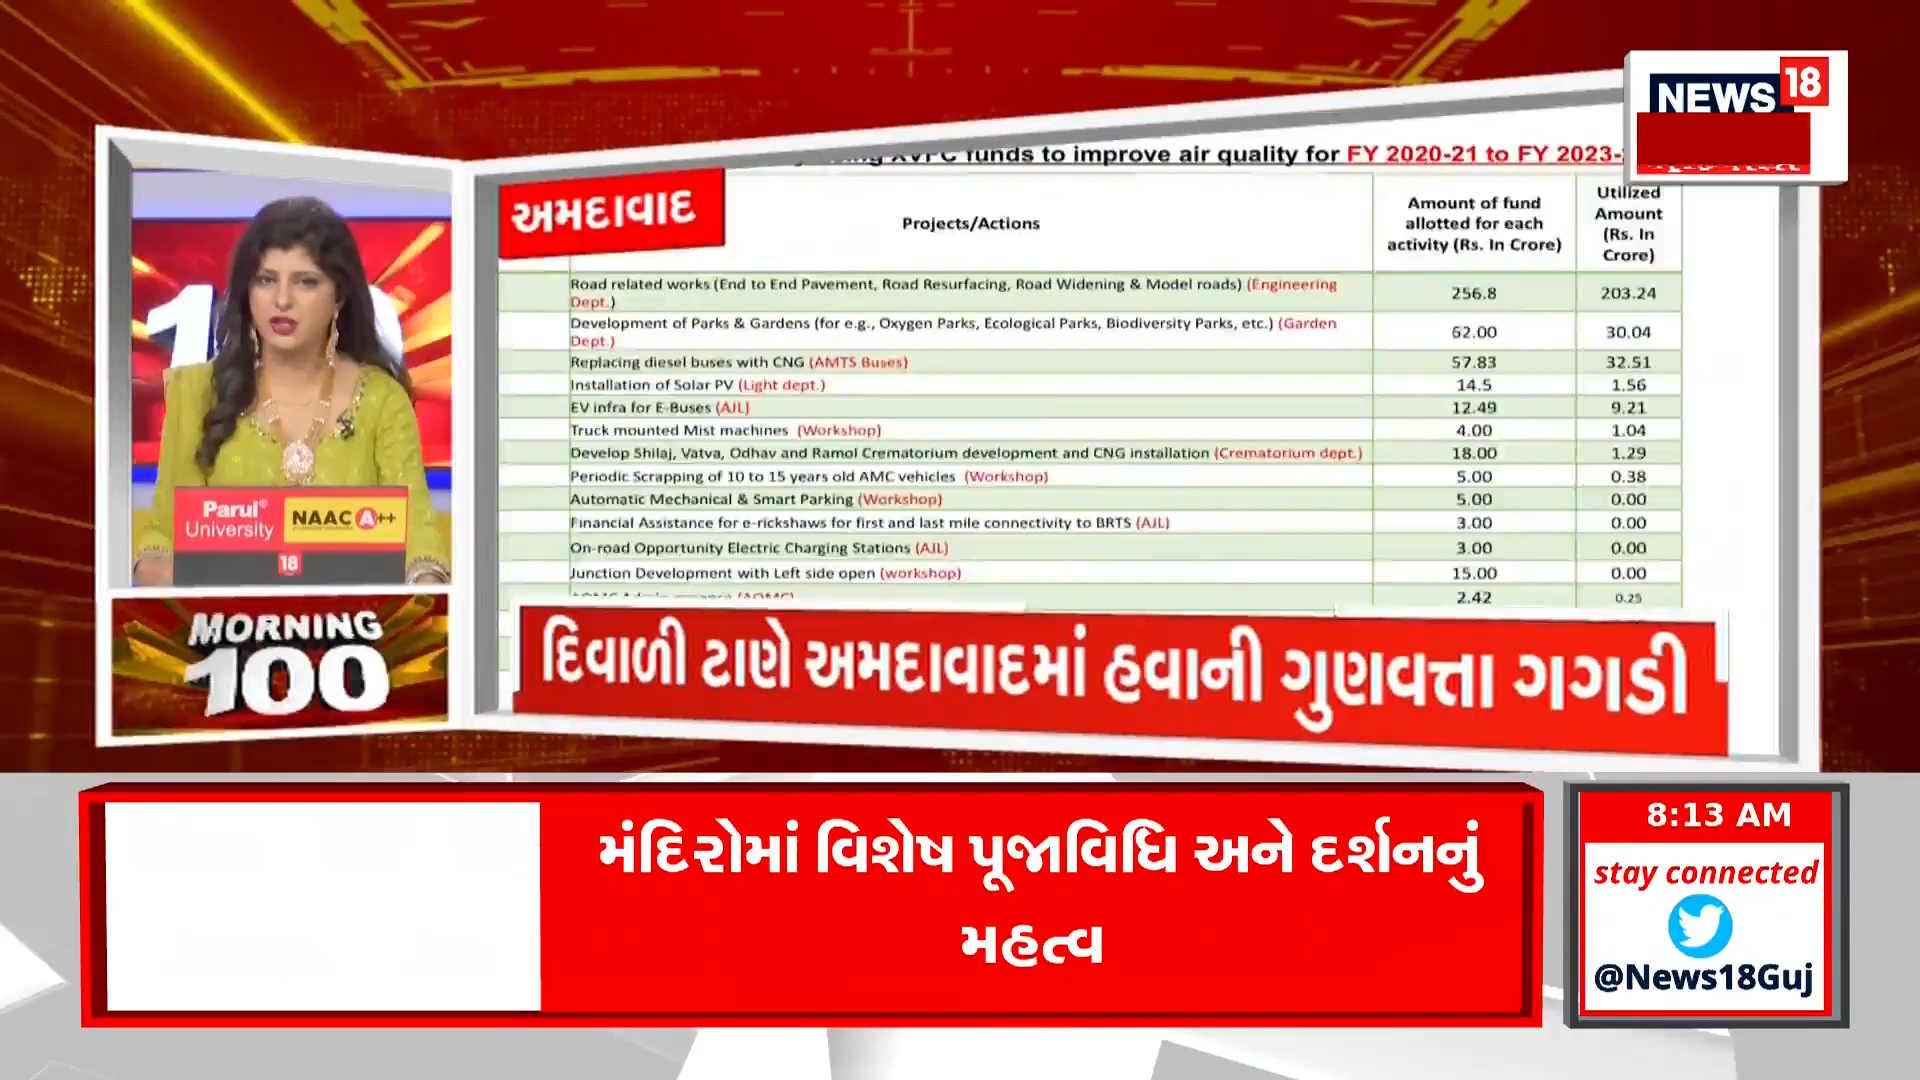 NEWS 18
funds to improve air quality for FY 2020-21 to FY 2023-
અમદાવાદ
Projects/Actions
Amount of fund allotted for each activity (Rs. In Crore)
Utilized Amount (Rs. In Crore)
Road related works (End to End Pavement, Road Resurfacing, Road Widening & Model roads) (Engineering Dept.) 256.8 203.24
Development of Parks & Gardens (for e.g., Oxygen Parks, Ecological Parks, Biodiversity Parks, etc.) (Garden Dept.) 62.00 30.04
Replacing diesel buses with CNG (AMTS Buses) 57.83 32.51
Installation of Solar PV (Light dept.) 14.5 1.56
EV infra for E-Buses (AJL) 12.49 9.21
Truck mounted Mist machines (Workshop) 4.00 1.04
Develop Shilaj, Vatva, Odhav and Ramol Crematorium development and CNG installation (Crematorium dept.) 18.00 1.29
Periodic Scrapping of 10 to 15 years old AMC vehicles (Workshop) 5.00 0.38
Automatic Mechanical & Smart Parking (Workshop) 5.00 0.00
Financial Assistance for e-rickshaws for first and last mile connectivity to BRTS (AJL) 3.00 0.00
On-road Opportunity Electric Charging Stations (AJL) 3.00 0.00
Junction Development with Left side open (workshop) 15.00 0.00
2.42 0.25
Parul® University
NAAC A++
18
MORNING
100
દિવાળી ટાણે અમદાવાદમાં હવાની ગુણવત્તા ગગડી
મંદિરોમાં વિશેષ પૂજાવિધિ અને દર્શનનું
મહત્વ
8:13 AM
stay connected
@News18Guj